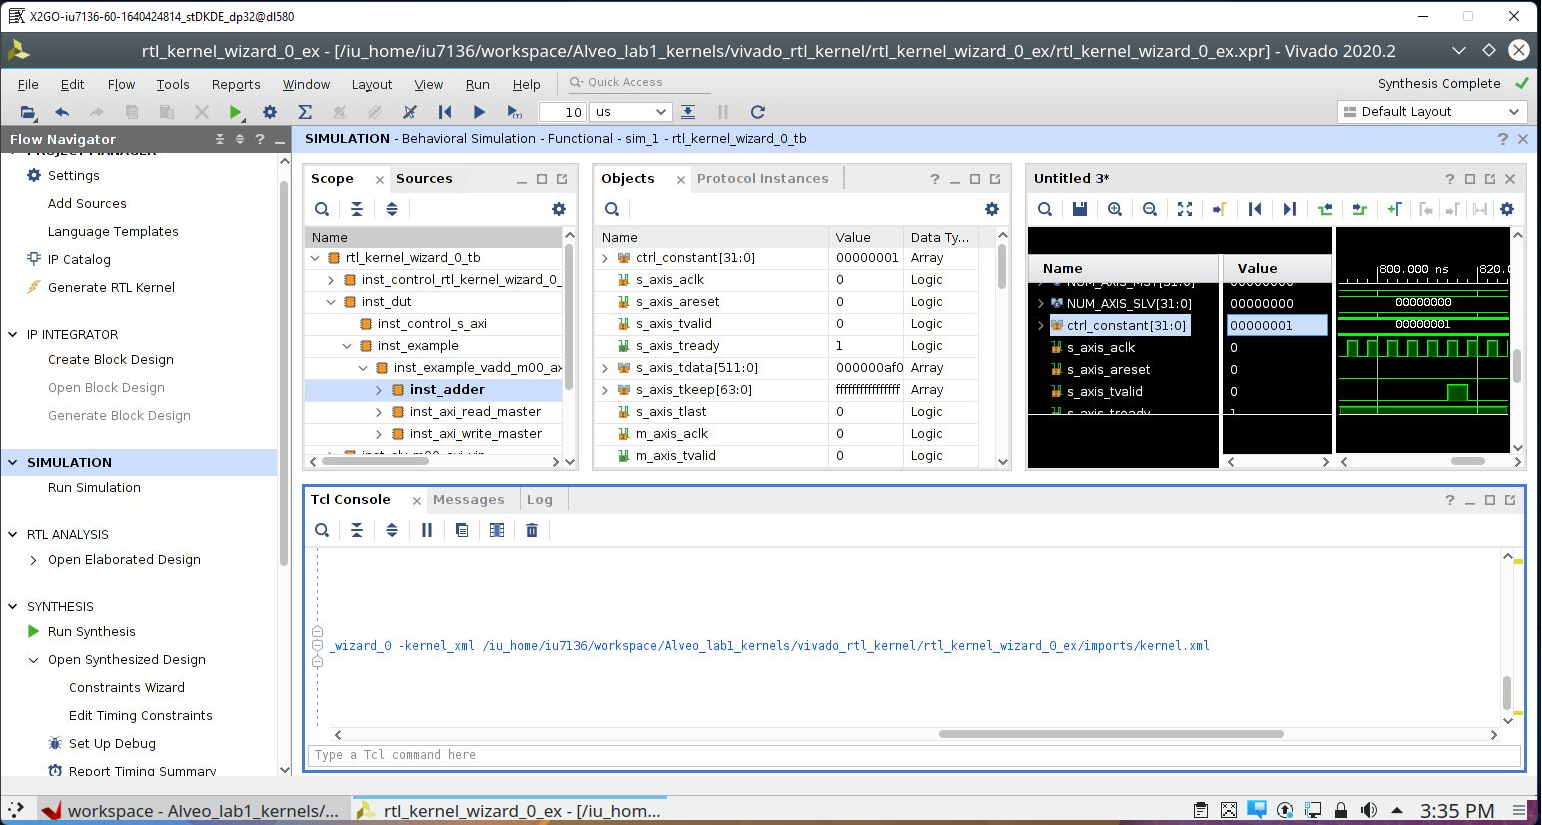 X2GO-iu7136-60-1640424814_stDKDE_dp32@dl580
rtl_kernel_wizard_0_ex - [/iu_home/iu7136/workspace/Alveo_lab1_kernels/vivado_rtl_kernel/rtl_kernel_wizard_0_ex/rtl_kernel_wizard_0_ex.xpr] - Vivado 2020.2
File Edit Flow Tools Reports Window Layout View Run Help Quick Access Synthesis Complete
10 us Default Layout
Flow Navigator
PROJECT MANAGER
Settings
Add Sources
Language Templates
IP Catalog
Generate RTL Kernel
IP INTEGRATOR
Create Block Design
Open Block Design
Generate Block Design
SIMULATION
Run Simulation
RTL ANALYSIS
Open Elaborated Design
SYNTHESIS
Run Synthesis
Open Synthesized Design
Constraints Wizard
Edit Timing Constraints
Set Up Debug
Report Timing Summary
SIMULATION - Behavioral Simulation - Functional - sim_1 - rtl_kernel_wizard_0_tb
Scope Sources
Name
rtl_kernel_wizard_0_tb
inst_control_rtl_kernel_wizard_0_
inst_dut
inst_control_s_axi
inst_example
inst_example_vadd_m00_ax
inst_adder
inst_axi_read_master
inst_axi_write_master
Objects Protocol Instances
Name Value Data Ty...
ctrl_constant[31:0] 00000001 Array
s_axis_aclk 0 Logic
s_axis_areset 0 Logic
s_axis_tvalid 0 Logic
s_axis_tready 1 Logic
s_axis_tdata[511:0] 000000af0 Array
s_axis_tkeep[63:0] ffffffffffffffff Array
s_axis_tlast 0 Logic
m_axis_aclk 0 Logic
m_axis_tvalid 0 Logic
Untitled 3*
Name Value
800.000 ns 820.0
NUM_AXIS_MST[31:0] 00000000
NUM_AXIS_SLV[31:0] 00000000 00000000
ctrl_constant[31:0] 00000001 00000001
s_axis_aclk 0
s_axis_areset 0
s_axis_tvalid 0
s_axis_tready 1
Tcl Console Messages Log
_wizard_0 -kernel_xml /iu_home/iu7136/workspace/Alveo_lab1_kernels/vivado_rtl_kernel/rtl_kernel_wizard_0_ex/imports/kernel.xml
Type a Tcl command here
workspace - Alveo_lab1_kernels/... rtl_kernel_wizard_0_ex - [/iu_hom... 3:35 PM